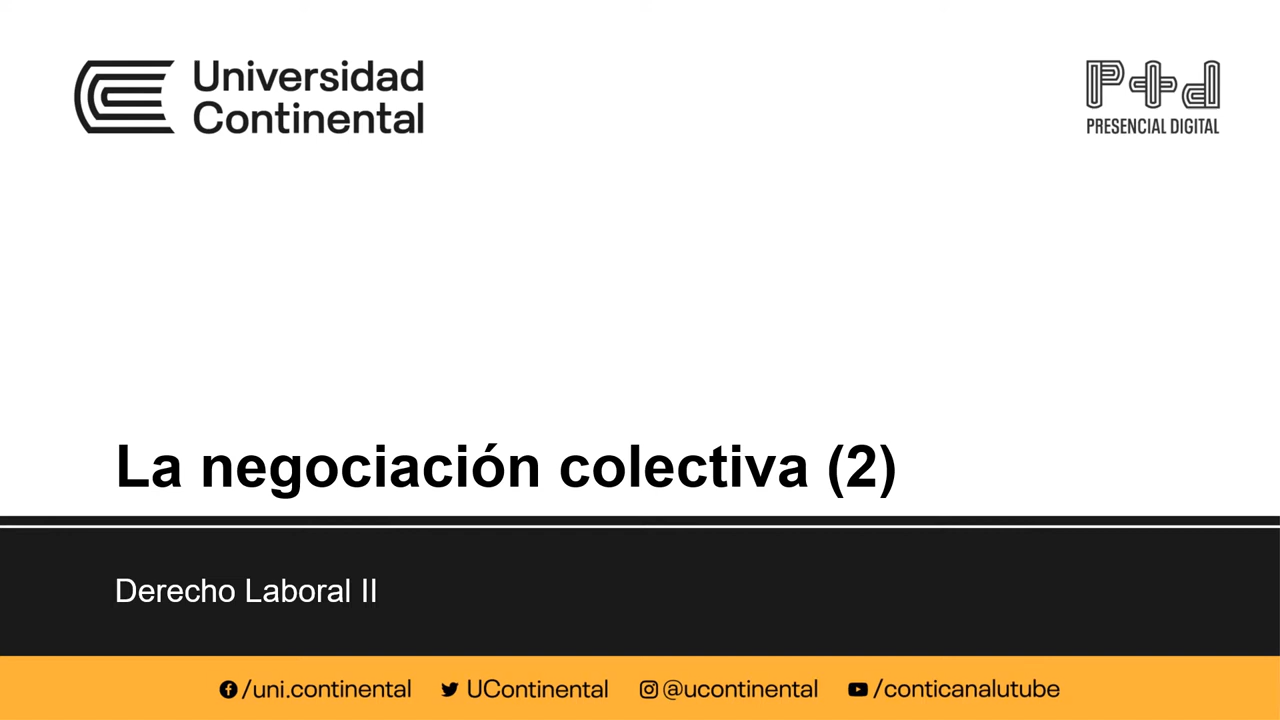 Universidad
Continental
P+d
PRESENCIAL DIGITAL
La negociación colectiva (2)
Derecho Laboral II
/uni.continental UContinental @ucontinental /conticanalutube